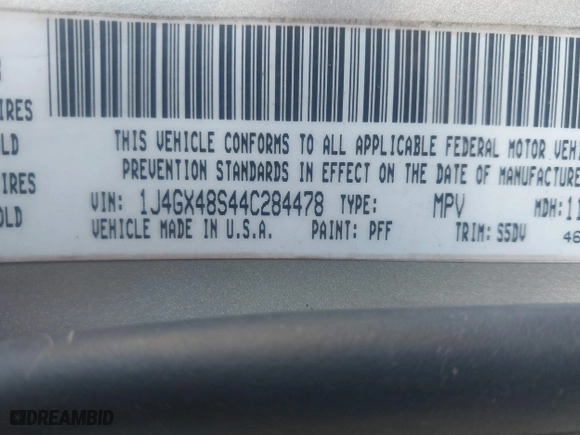 THIS VEHICLE CONFORMS TO ALL APPLICABLE FEDERAL MOTOR
IRES
LD
PREVENTION STANDARDS IN EFFECT ON THE DATE OF MANUFACTURE
IRES
VIN: 1J4GX48S44C284478 TYPE: MPV MDH: 11
OLD
VEHICLE MADE IN U.S.A. PAINT: PFF TRIM: S5DV 46
DREAMBID